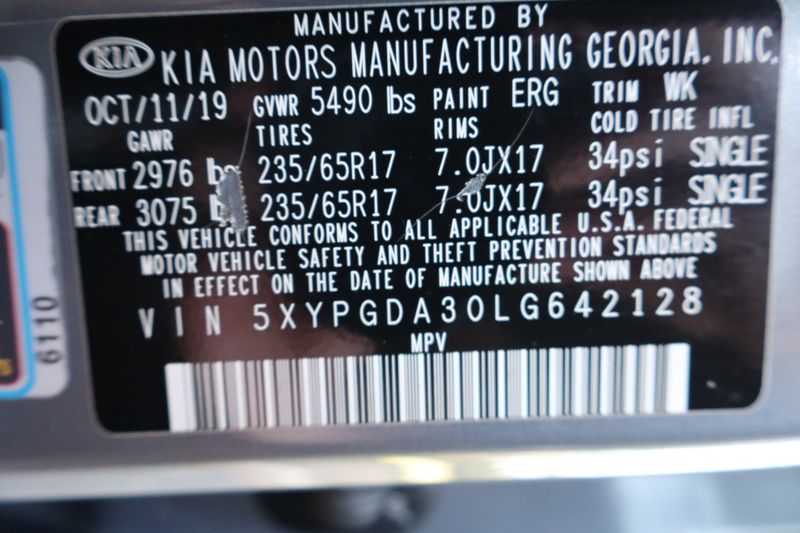 MANUFACTURED BY
KIA KIA MOTORS MANUFACTURING GEORGIA. INC.
OCT/11/19 GVWR 5490 lbs PAINT ERG TRIM WK
GAWR TIRES RIMS COLD TIRE INFL
FRONT 2976 235/65R17 7.0JX17 34psi SINGLE
REAR 3075 235/65R17 7.0JX17 34psi SINGLE
THIS VEHICLE CONFORMS TO ALL APPLICABLE U.S.A. FEDERAL
MOTOR VEHICLE SAFETY AND THEFT PREVENTION STANDARDS
IN EFFECT ON THE DATE OF MANUFACTURE SHOWN ABOVE
VIN 5XYPGDA30LG642128
MPV
6110